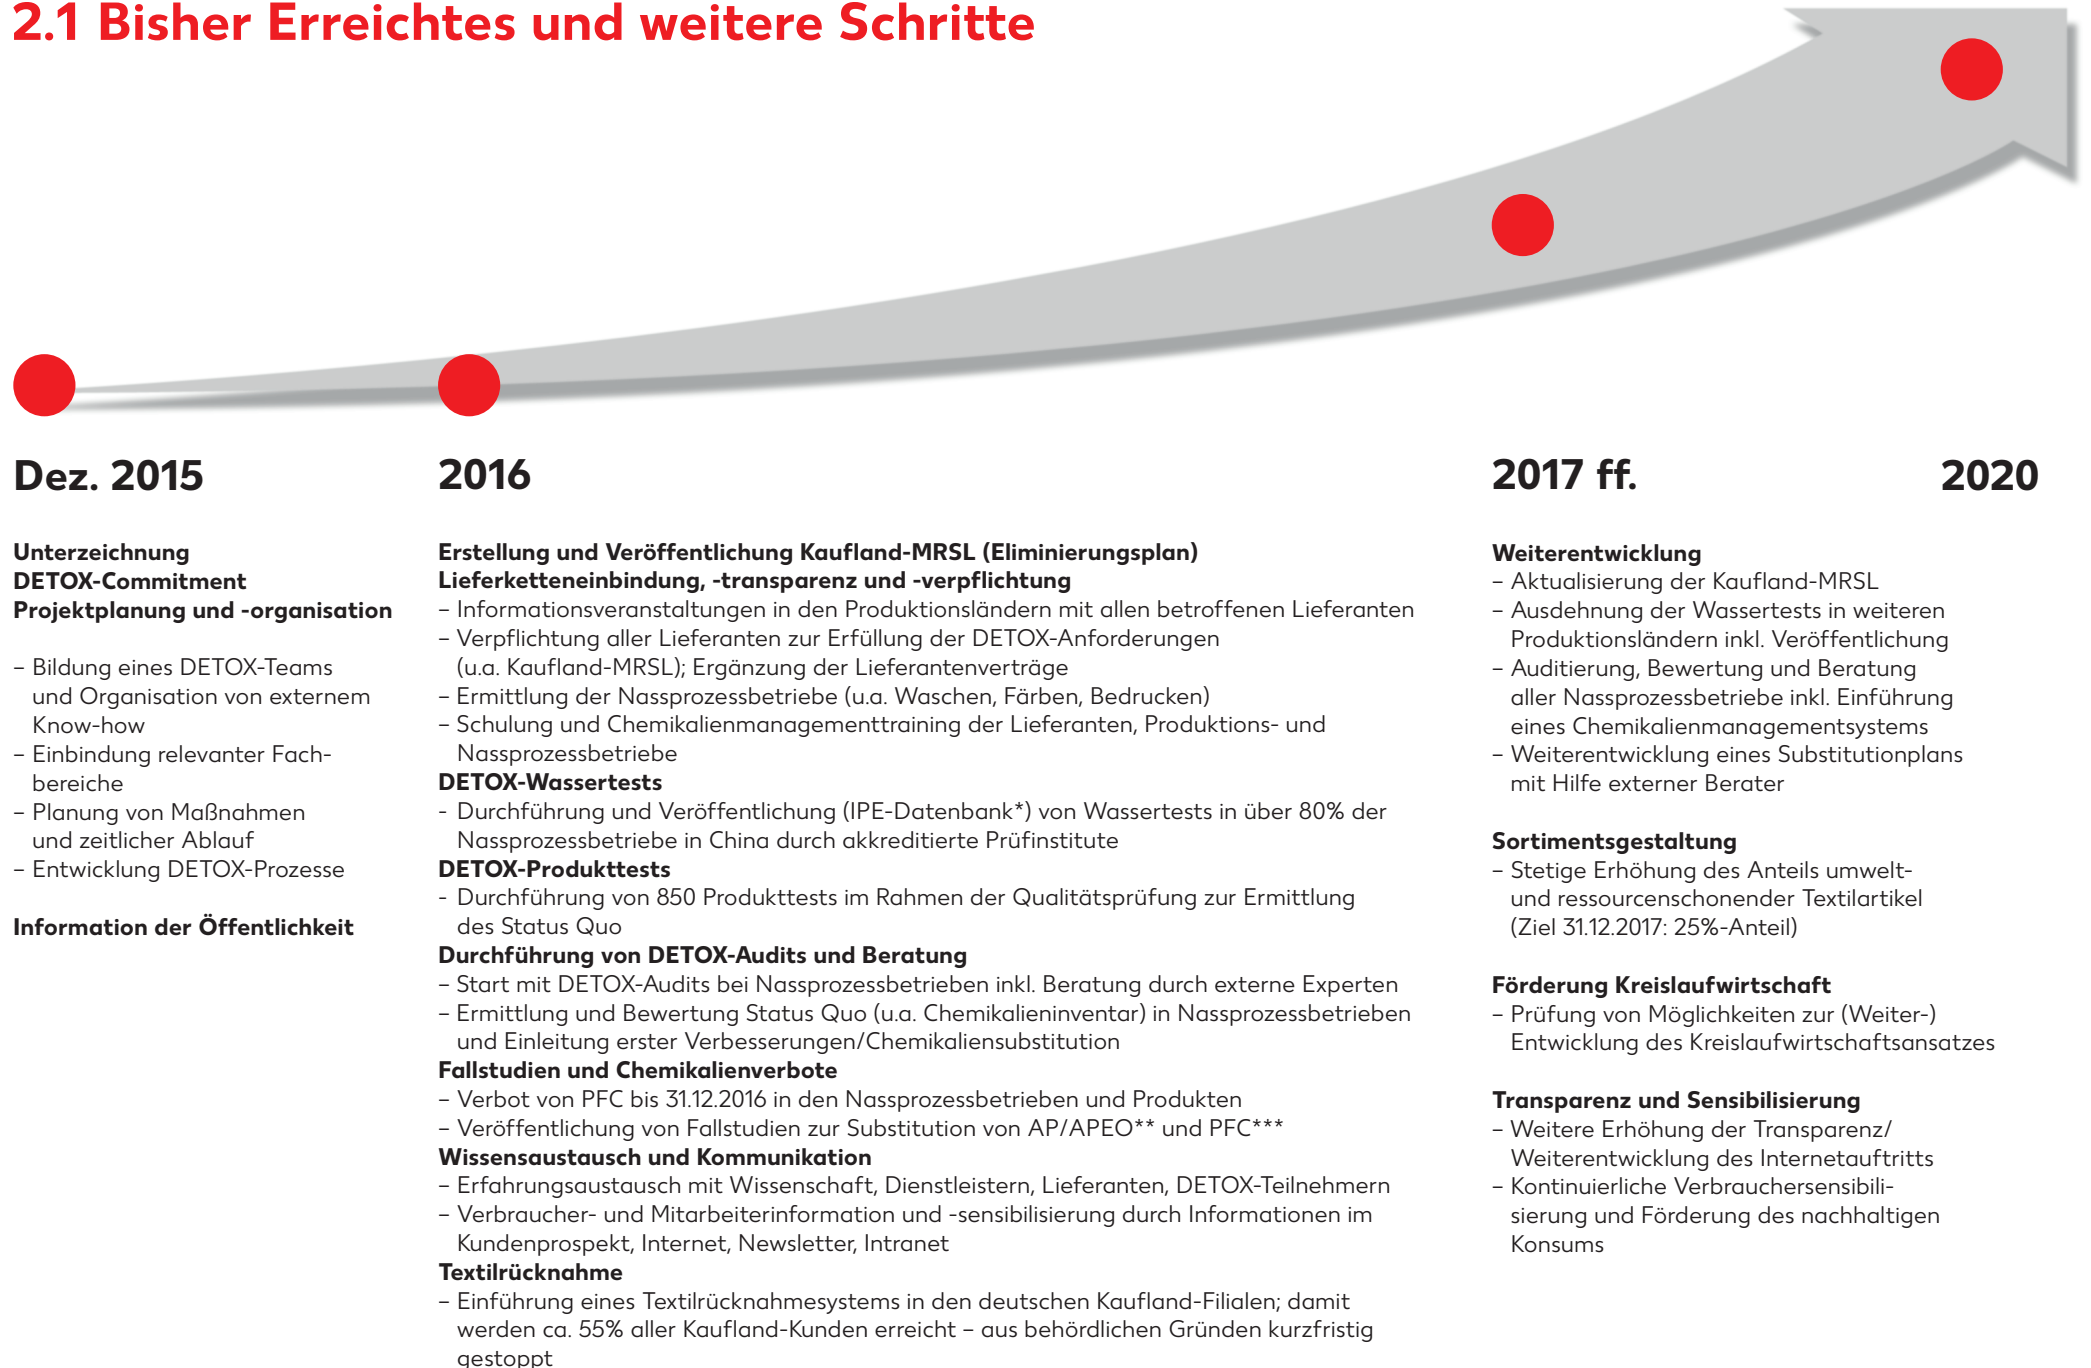 2.1 Bisher Erreichtes und weitere Schritte
Dez. 2015
Unterzeichnung
DETOX-Commitment
Projektplanung und -organisation
– Bildung eines DETOX-Teams
und Organisation von externem
Know-how
– Einbindung relevanter Fach-
bereiche
– Planung von Maßnahmen
und zeitlicher Ablauf
– Entwicklung DETOX-Prozesse
Information der Öffentlichkeit
2016
Erstellung und Veröffentlichung Kaufland-MRSL (Eliminierungsplan)
Lieferketteneinbindung, -transparenz und -verpflichtung
– Informationsveranstaltungen in den Produktionsländern mit allen betroffenen Lieferanten
– Verpflichtung aller Lieferanten zur Erfüllung der DETOX-Anforderungen
(u.a. Kaufland-MRSL); Ergänzung der Lieferantenverträge
– Ermittlung der Nassprozessbetriebe (u.a. Waschen, Färben, Bedrucken)
– Schulung und Chemikalienmanagementtraining der Lieferanten, Produktions- und
Nassprozessbetriebe
DETOX-Wassertests
- Durchführung und Veröffentlichung (IPE-Datenbank*) von Wassertests in über 80% der
Nassprozessbetriebe in China durch akkreditierte Prüfinstitute
DETOX-Produkttests
- Durchführung von 850 Produkttests im Rahmen der Qualitätsprüfung zur Ermittlung
des Status Quo
Durchführung von DETOX-Audits und Beratung
– Start mit DETOX-Audits bei Nassprozessbetrieben inkl. Beratung durch externe Experten
– Ermittlung und Bewertung Status Quo (u.a. Chemikalieninventar) in Nassprozessbetrieben
und Einleitung erster Verbesserungen/Chemikaliensubstitution
Fallstudien und Chemikalienverbote
– Verbot von PFC bis 31.12.2016 in den Nassprozessbetrieben und Produkten
– Veröffentlichung von Fallstudien zur Substitution von AP/APEO** und PFC***
Wissensaustausch und Kommunikation
– Erfahrungsaustausch mit Wissenschaft, Dienstleistern, Lieferanten, DETOX-Teilnehmern
– Verbraucher- und Mitarbeiterinformation und -sensibilisierung durch Informationen im
Kundenprospekt, Internet, Newsletter, Intranet
Textilrücknahme
– Einführung eines Textilrücknahmesystems in den deutschen Kaufland-Filialen; damit
werden ca. 55% aller Kaufland-Kunden erreicht – aus behördlichen Gründen kurzfristig
gestoppt
2017 ff.
2020
Weiterentwicklung
– Aktualisierung der Kaufland-MRSL
– Ausdehnung der Wassertests in weiteren
Produktionsländern inkl. Veröffentlichung
– Auditierung, Bewertung und Beratung
aller Nassprozessbetriebe inkl. Einführung
eines Chemikalienmanagementsystems
– Weiterentwicklung eines Substitutionplans
mit Hilfe externer Berater
Sortimentsgestaltung
– Stetige Erhöhung des Anteils umwelt-
und ressourcenschonender Textilartikel
(Ziel 31.12.2017: 25%-Anteil)
Förderung Kreislaufwirtschaft
– Prüfung von Möglichkeiten zur (Weiter-)
Entwicklung des Kreislaufwirtschaftsansatzes
Transparenz und Sensibilisierung
– Weitere Erhöhung der Transparenz/
Weiterentwicklung des Internetauftritts
– Kontinuierliche Verbrauchersensibili-
sierung und Förderung des nachhaltigen
Konsums